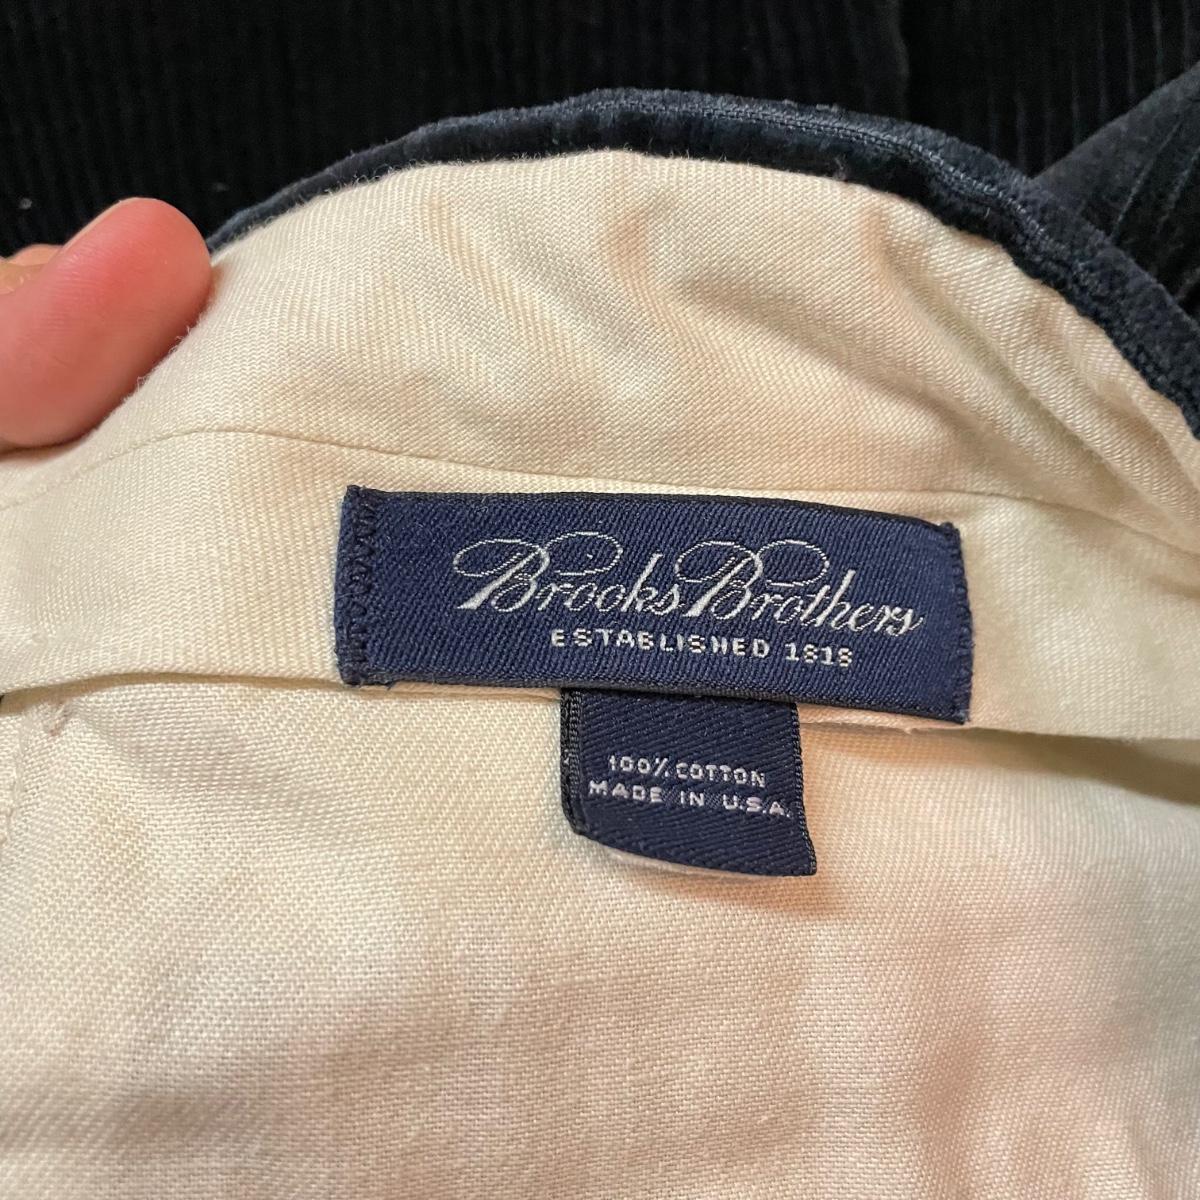 Brooks Brothers
ESTABLISHED 1818
100% COTTON
MADE IN U.S.A.